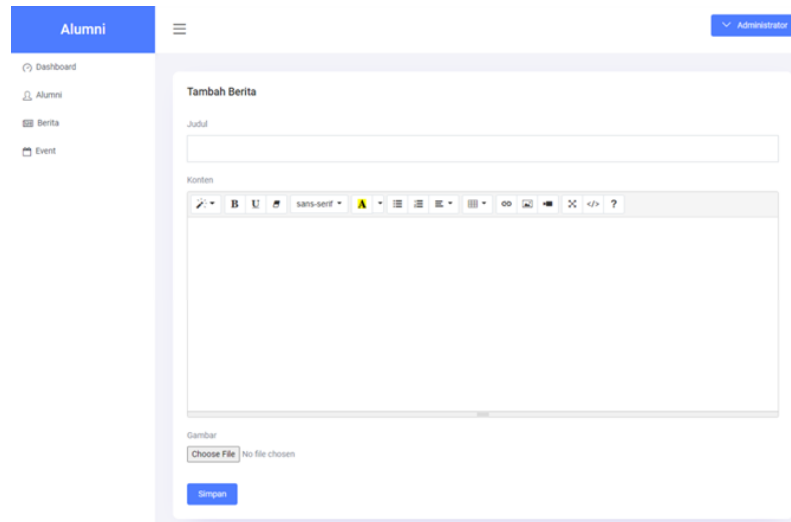 Alumni
Administrator
Dashboard
Alumni
Berita
Event
Tambah Berita
Judul
Konten
B U sans-serif A </> ?
Gambar
Choose File No file chosen
Simpan